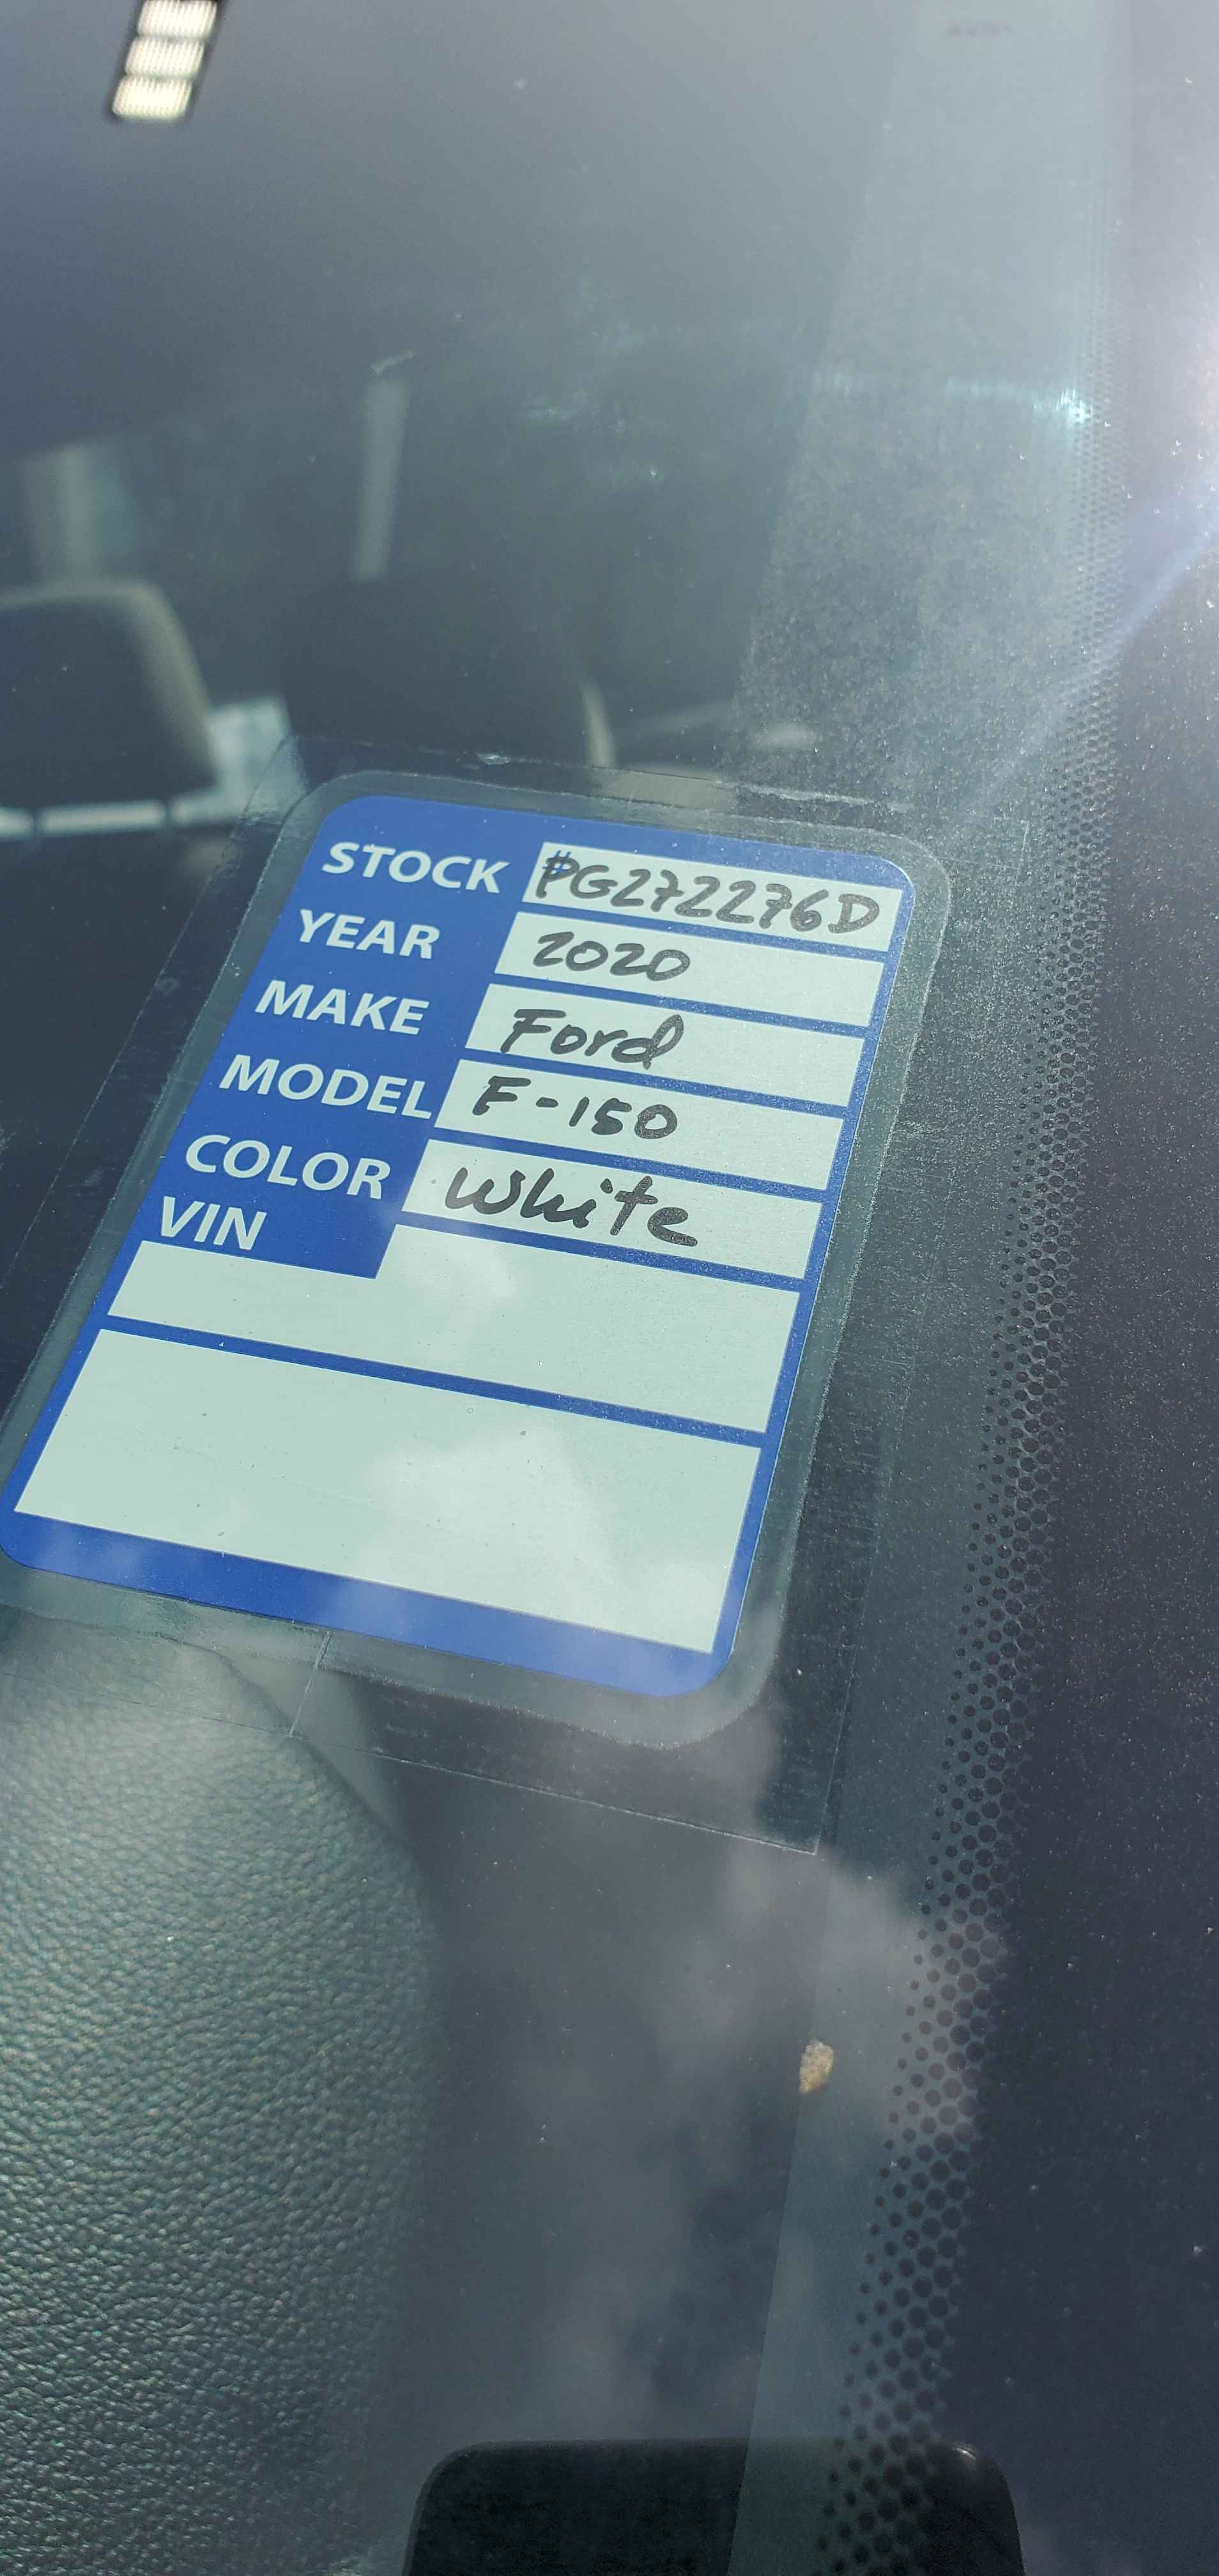 STOCK #PG272276D
YEAR 2020
MAKE Ford
MODEL F-150
COLOR White
VIN